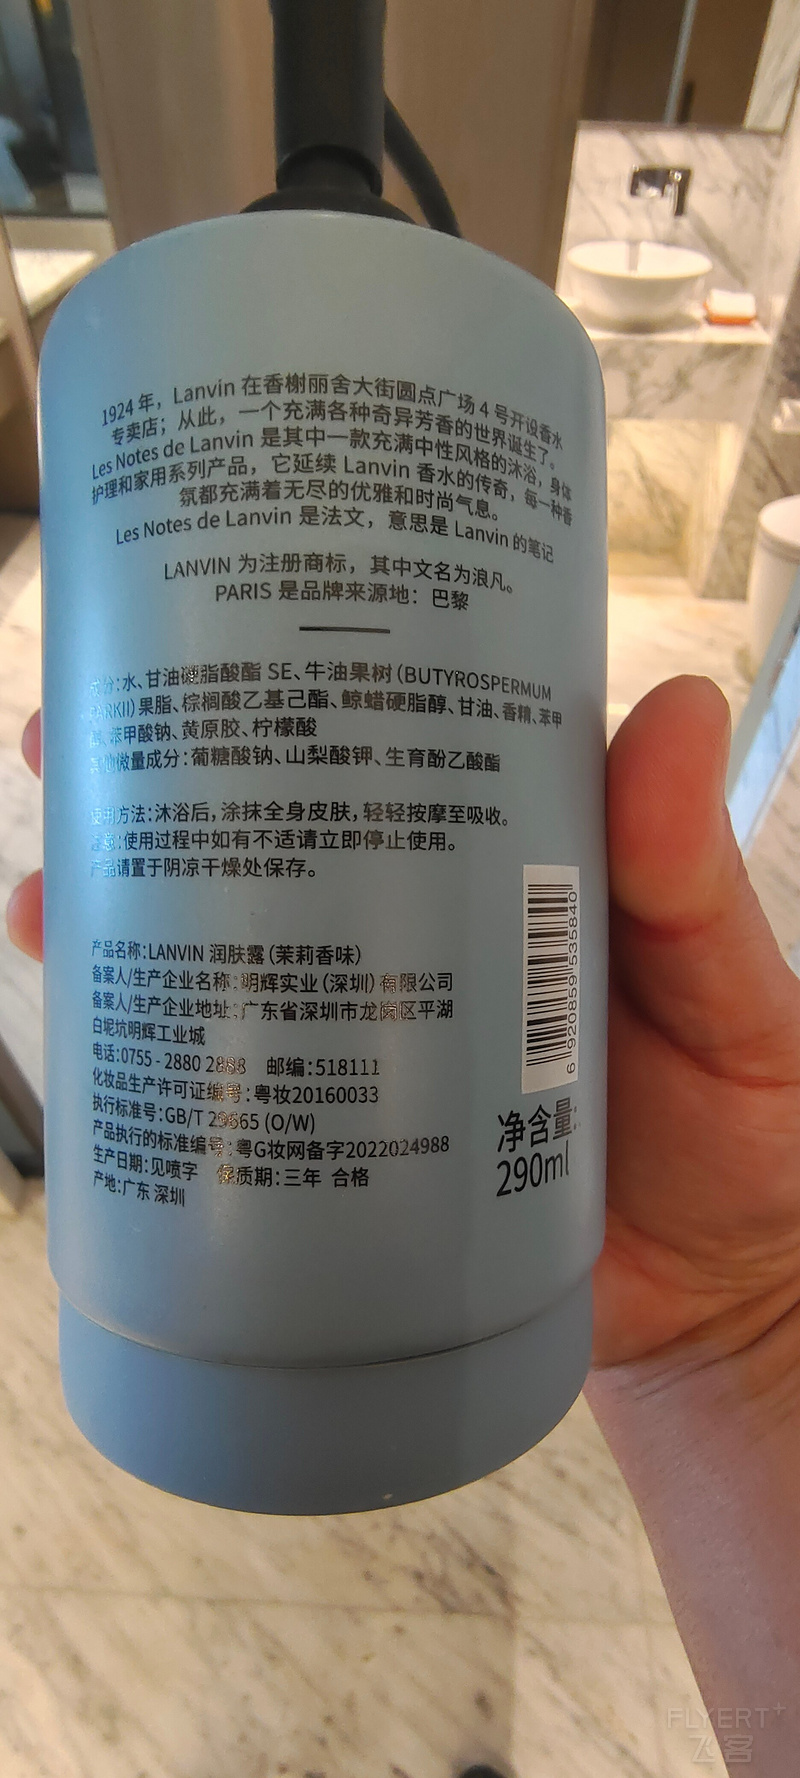 1924 年，Lanvin 在香榭丽舍大街圆点广场 4 号开设香水
专卖店；从此，一个充满各种奇异芳香的世界诞生了。
Les Notes de Lanvin 是其中一款充满中性风格的沐浴，身体
护理和家用系列产品，它延续 Lanvin 香水的传奇，每一种香
氛都充满着无尽的优雅和时尚气息。
Les Notes de Lanvin 是法文，意思是 Lanvin 的笔记
LANVIN 为注册商标，其中文名为浪凡。
PARIS 是品牌来源地：巴黎
成分:水、甘油硬脂酸酯 SE、牛油果树（BUTYROSPERMUM
PARKII）果脂、棕榈酸乙基己酯、鲸蜡硬脂醇、甘油、香精、苯甲
醇、苯甲酸钠、黄原胶、柠檬酸
其他微量成分:葡糖酸钠、山梨酸钾、生育酚乙酸酯
使用方法:沐浴后，涂抹全身皮肤，轻轻按摩至吸收。
注意:使用过程中如有不适请立即停止使用。
产品请置于阴凉干燥处保存。
产品名称:LANVIN 润肤露（茉莉香味）
备案人/生产企业名称:明辉实业（深圳）有限公司
备案人/生产企业地址:广东省深圳市龙岗区平湖
白坭坑明辉工业城
电话:0755-2880 2888 邮编:518111
化妆品生产许可证编号:粤妆20160033
执行标准号:GB/T 29665 (O/W)
产品执行的标准编号:粤G妆网备字2022024988
生产日期:见喷字 保质期:三年 合格
产地:广东 深圳
6 920859 535840
净含量:
290ml
FLYERT+
飞客